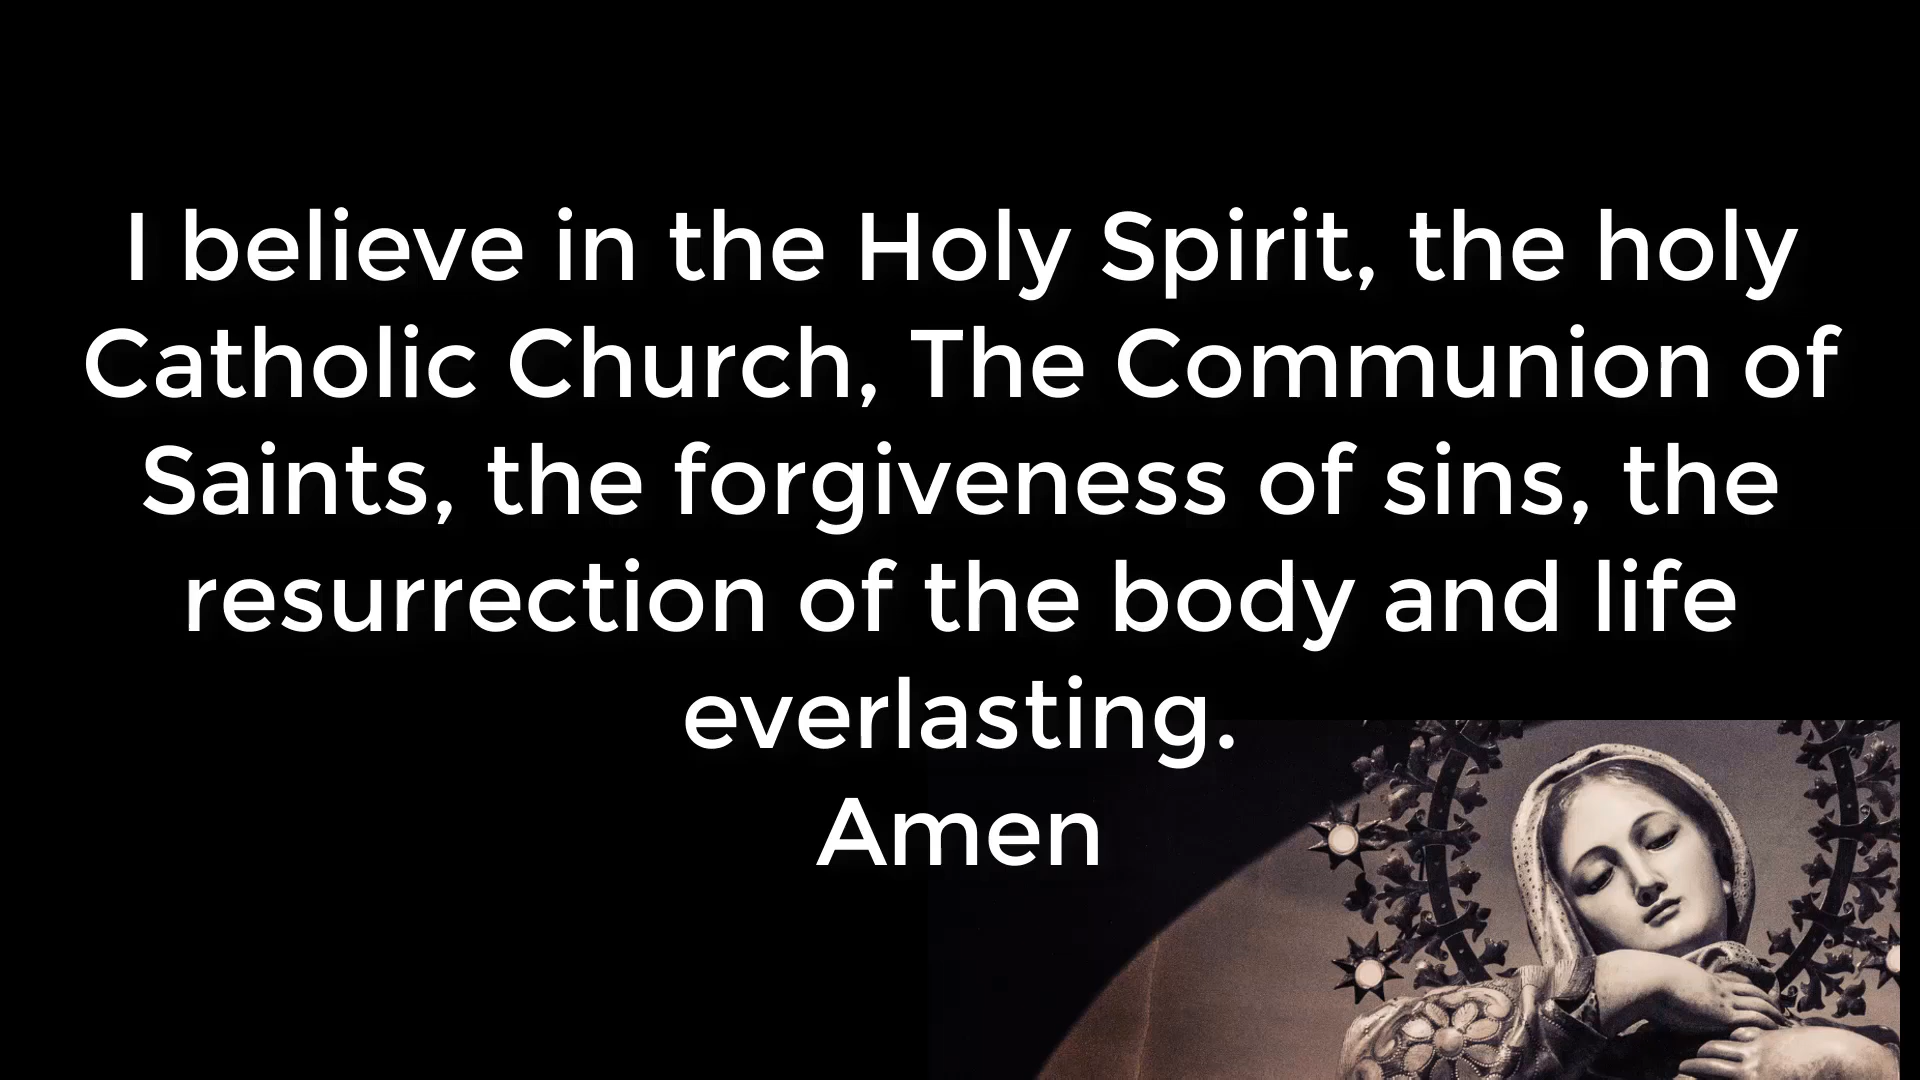 I believe in the Holy Spirit, the holy
Catholic Church, The Communion of
Saints, the forgiveness of sins, the
resurrection of the body and life
everlasting.
Amen